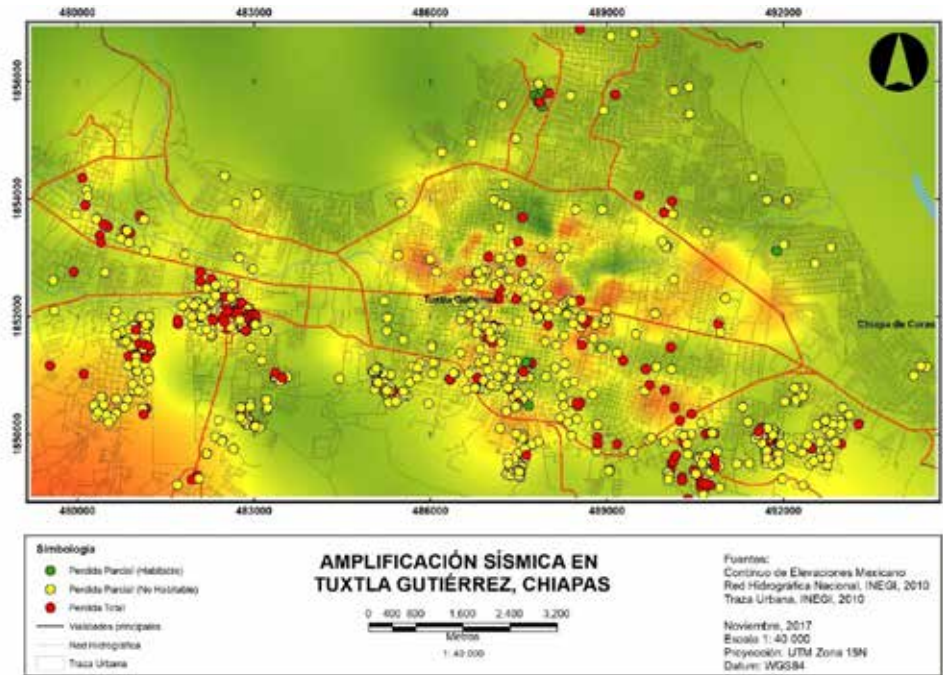 480000 483000 486000 489000 492000
1856000
1854000
1852000
1850000
Tuxtla Gutiérrez
Chiapa de Corzo
480000 483000 486000 489000 492000
Simbología
Perdida Parcial (Habitable)
Perdida Parcial (No Habitable)
Perdida Total
Vialidades principales
Red Hidrográfica
Traza Urbana
AMPLIFICACIÓN SÍSMICA EN
TUXTLA GUTIÉRREZ, CHIAPAS
0 400 800 1,600 2,400 3,200
Metros
1: 40 000
Fuentes:
Continuo de Elevaciones Mexicano
Red Hidrográfica Nacional, INEGI, 2010
Traza Urbana, INEGI, 2010
Noviembre, 2017
Escala 1: 40 000
Proyección: UTM Zona 15N
Datum: WGS84